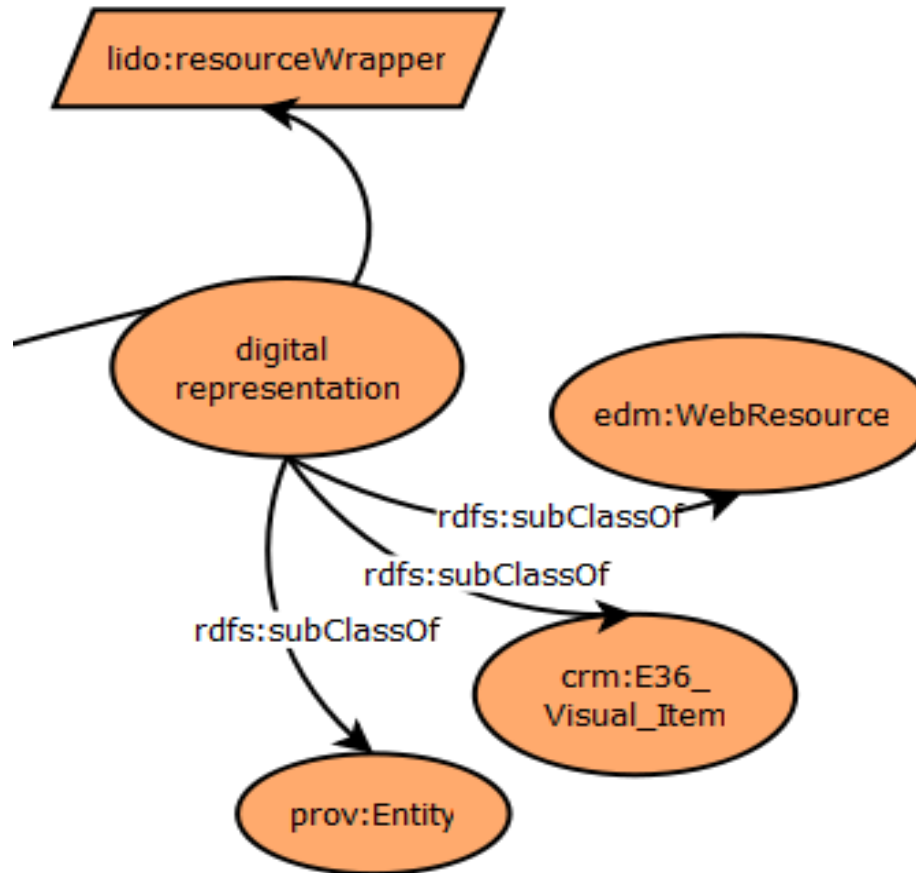 lido:resourceWrapper
digital
representation
edm:WebResource
rdfs:subClassOf
rdfs:subClassOf
rdfs:subClassOf
crm:E36_
Visual_Item
prov:Entity